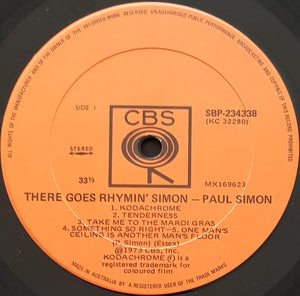 ALL RIGHTS OF THE MANUFACTURER AND OF THE OWNER OF THE RECORDED WORK RESERVED. UNAUTHORISED PUBLIC PERFORMANCE, BROADCASTING AND COPYING OF THIS RECORD PROHIBITED
SIDE 1
CBS
SBP-234338
(KC 32280)
STEREO
33⅓
MX169623
THERE GOES RHYMIN' SIMON — PAUL SIMON
1. KODACHROME
2. TENDERNESS
3. TAKE ME TO THE MARDI GRAS
4. SOMETHING SO RIGHT-5. ONE MAN'S
CEILING IS ANOTHER MAN'S FLOOR
(P. Simon) (Essex)
℗1973 CBS, Inc.
KODACHROME ® is a
registered trademark for
coloured film
MADE IN AUSTRALIA BY A REGISTERED USER OF THE TRADE MARKS